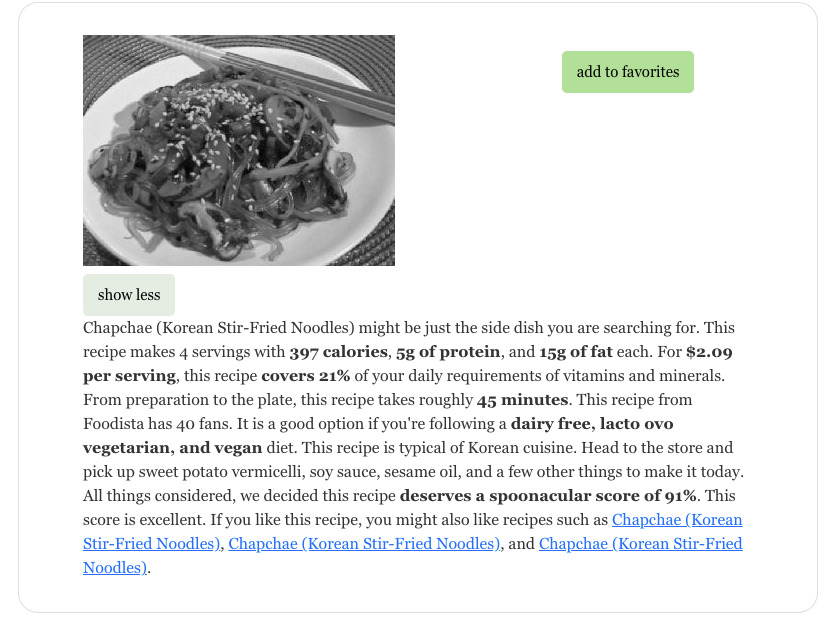 add to favorites
show less
Chapchae (Korean Stir-Fried Noodles) might be just the side dish you are searching for. This
recipe makes 4 servings with 397 calories, 5g of protein, and 15g of fat each. For $2.09
per serving, this recipe covers 21% of your daily requirements of vitamins and minerals.
From preparation to the plate, this recipe takes roughly 45 minutes. This recipe from
Foodista has 40 fans. It is a good option if you're following a dairy free, lacto ovo
vegetarian, and vegan diet. This recipe is typical of Korean cuisine. Head to the store and
pick up sweet potato vermicelli, soy sauce, sesame oil, and a few other things to make it today.
All things considered, we decided this recipe deserves a spoonacular score of 91%. This
score is excellent. If you like this recipe, you might also like recipes such as Chapchae (Korean
Stir-Fried Noodles), Chapchae (Korean Stir-Fried Noodles), and Chapchae (Korean Stir-Fried
Noodles).